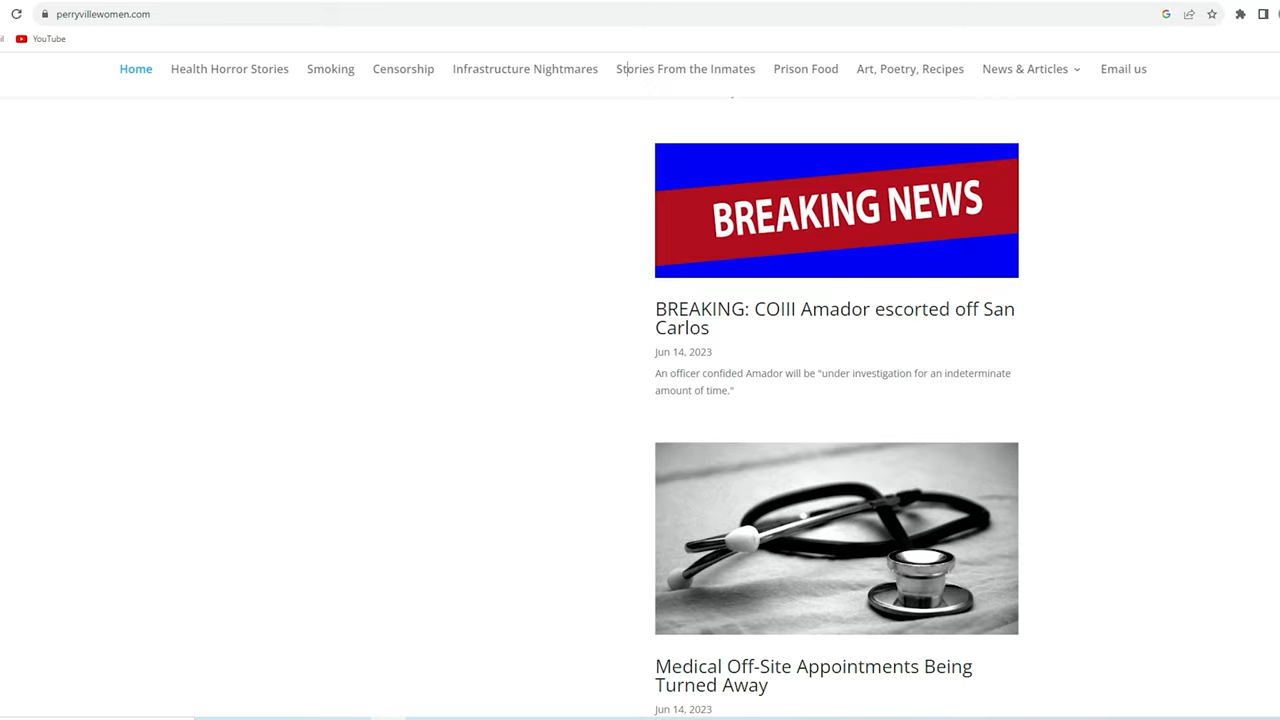 perryvillewomen.com
YouTube
Home Health Horror Stories Smoking Censorship Infrastructure Nightmares Stories From the Inmates Prison Food Art, Poetry, Recipes News & Articles Email us
BREAKING NEWS
BREAKING: COIII Amador escorted off San
Carlos
Jun 14, 2023
An officer confided Amador will be "under investigation for an indeterminate
amount of time."
Medical Off-Site Appointments Being
Turned Away
Jun 14, 2023